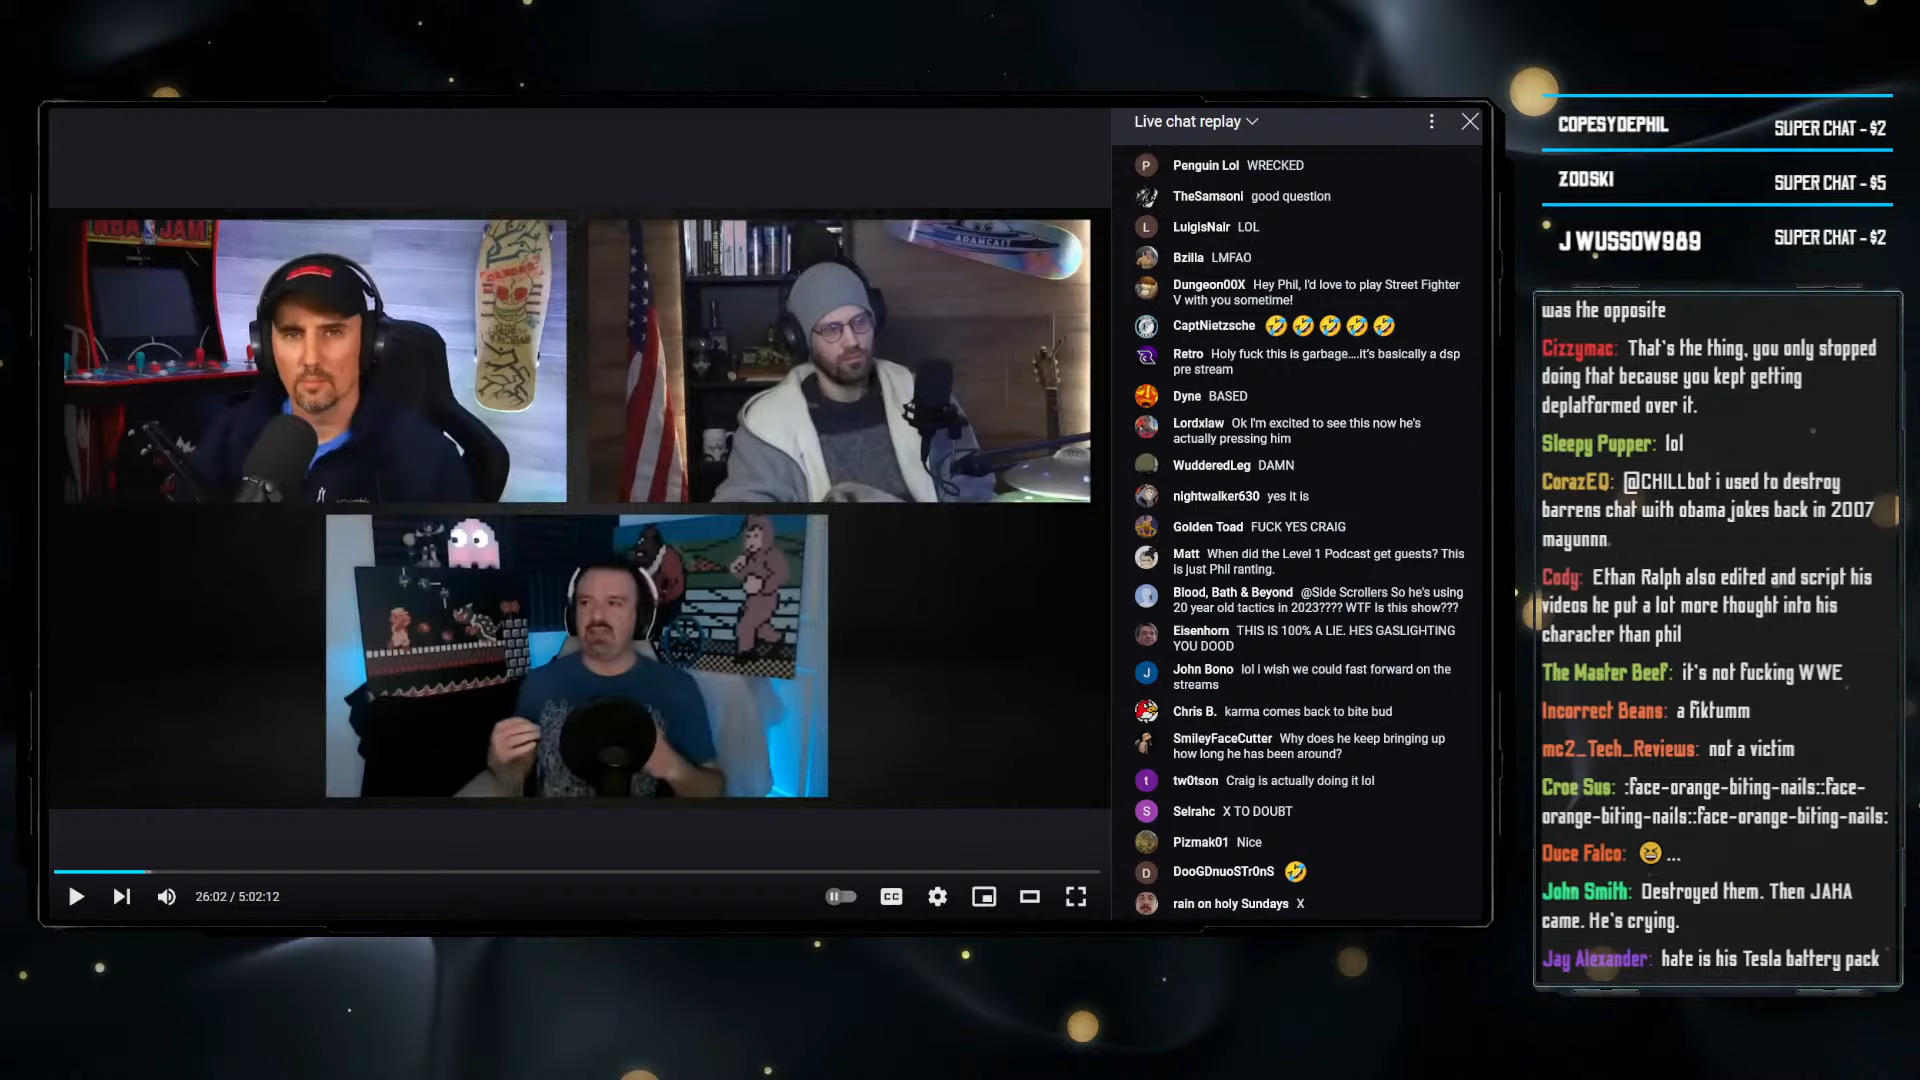 Live chat replay
Penguin Lol WRECKED
TheSamsoni good question
LuigisNair LOL
Bzilla LMFAO
Dungeon00X Hey Phil, I'd love to play Street Fighter
V with you sometime!
CaptNietzsche 🤣🤣🤣🤣🤣
Retro Holy fuck this is garbage....it's basically a dsp
pre stream
Dyne BASED
Lordxlaw Ok I'm excited to see this now he's
actually pressing him
WudderedLeg DAMN
nightwalker630 yes it is
Golden Toad FUCK YES CRAIG
Matt When did the Level 1 Podcast get guests? This
is just Phil ranting.
Blood, Bath & Beyond @Side Scrollers So he's using
20 year old tactics in 2023???? WTF Is this show???
Eisenhorn THIS IS 100% A LIE. HES GASLIGHTING
YOU DOOD
John Bono lol i wish we could fast forward on the
streams
Chris B. karma comes back to bite bud
SmileyFaceCutter Why does he keep bringing up
how long he has been around?
tw0tson Craig is actually doing it lol
Selrahc X TO DOUBT
Pizmak01 Nice
DooGDnuoSTr0nS 🤣
rain on holy Sundays X
NBA JAM
ADAMCAST
26:02 / 5:02:12
CC
COPESYDEPHIL SUPER CHAT - $2
ZODSKI SUPER CHAT - $5
J WUSSOW989 SUPER CHAT - $2
was the opposite
Cizzymac: That's the thing, you only stopped
doing that because you kept getting
deplatformed over it.
Sleepy Pupper: lol
CorazEQ: @CHILLbot i used to destroy
barrens chat with obama jokes back in 2007
mayunnn
Cody: Ethan Ralph also edited and script his
videos he put a lot more thought into his
character than phil
The Master Beef: it's not fucking WWE
Incorrect Beans: a fiktumm
mc2_Tech_Reviews: not a victim
Croe Sus: :face-orange-biting-nails::face-
orange-biting-nails::face-orange-biting-nails:
Duce Falco: 😆 ...
John Smith: Destroyed them. Then JAHA
came. He's crying.
Jay Alexander: hate is his Tesla battery pack